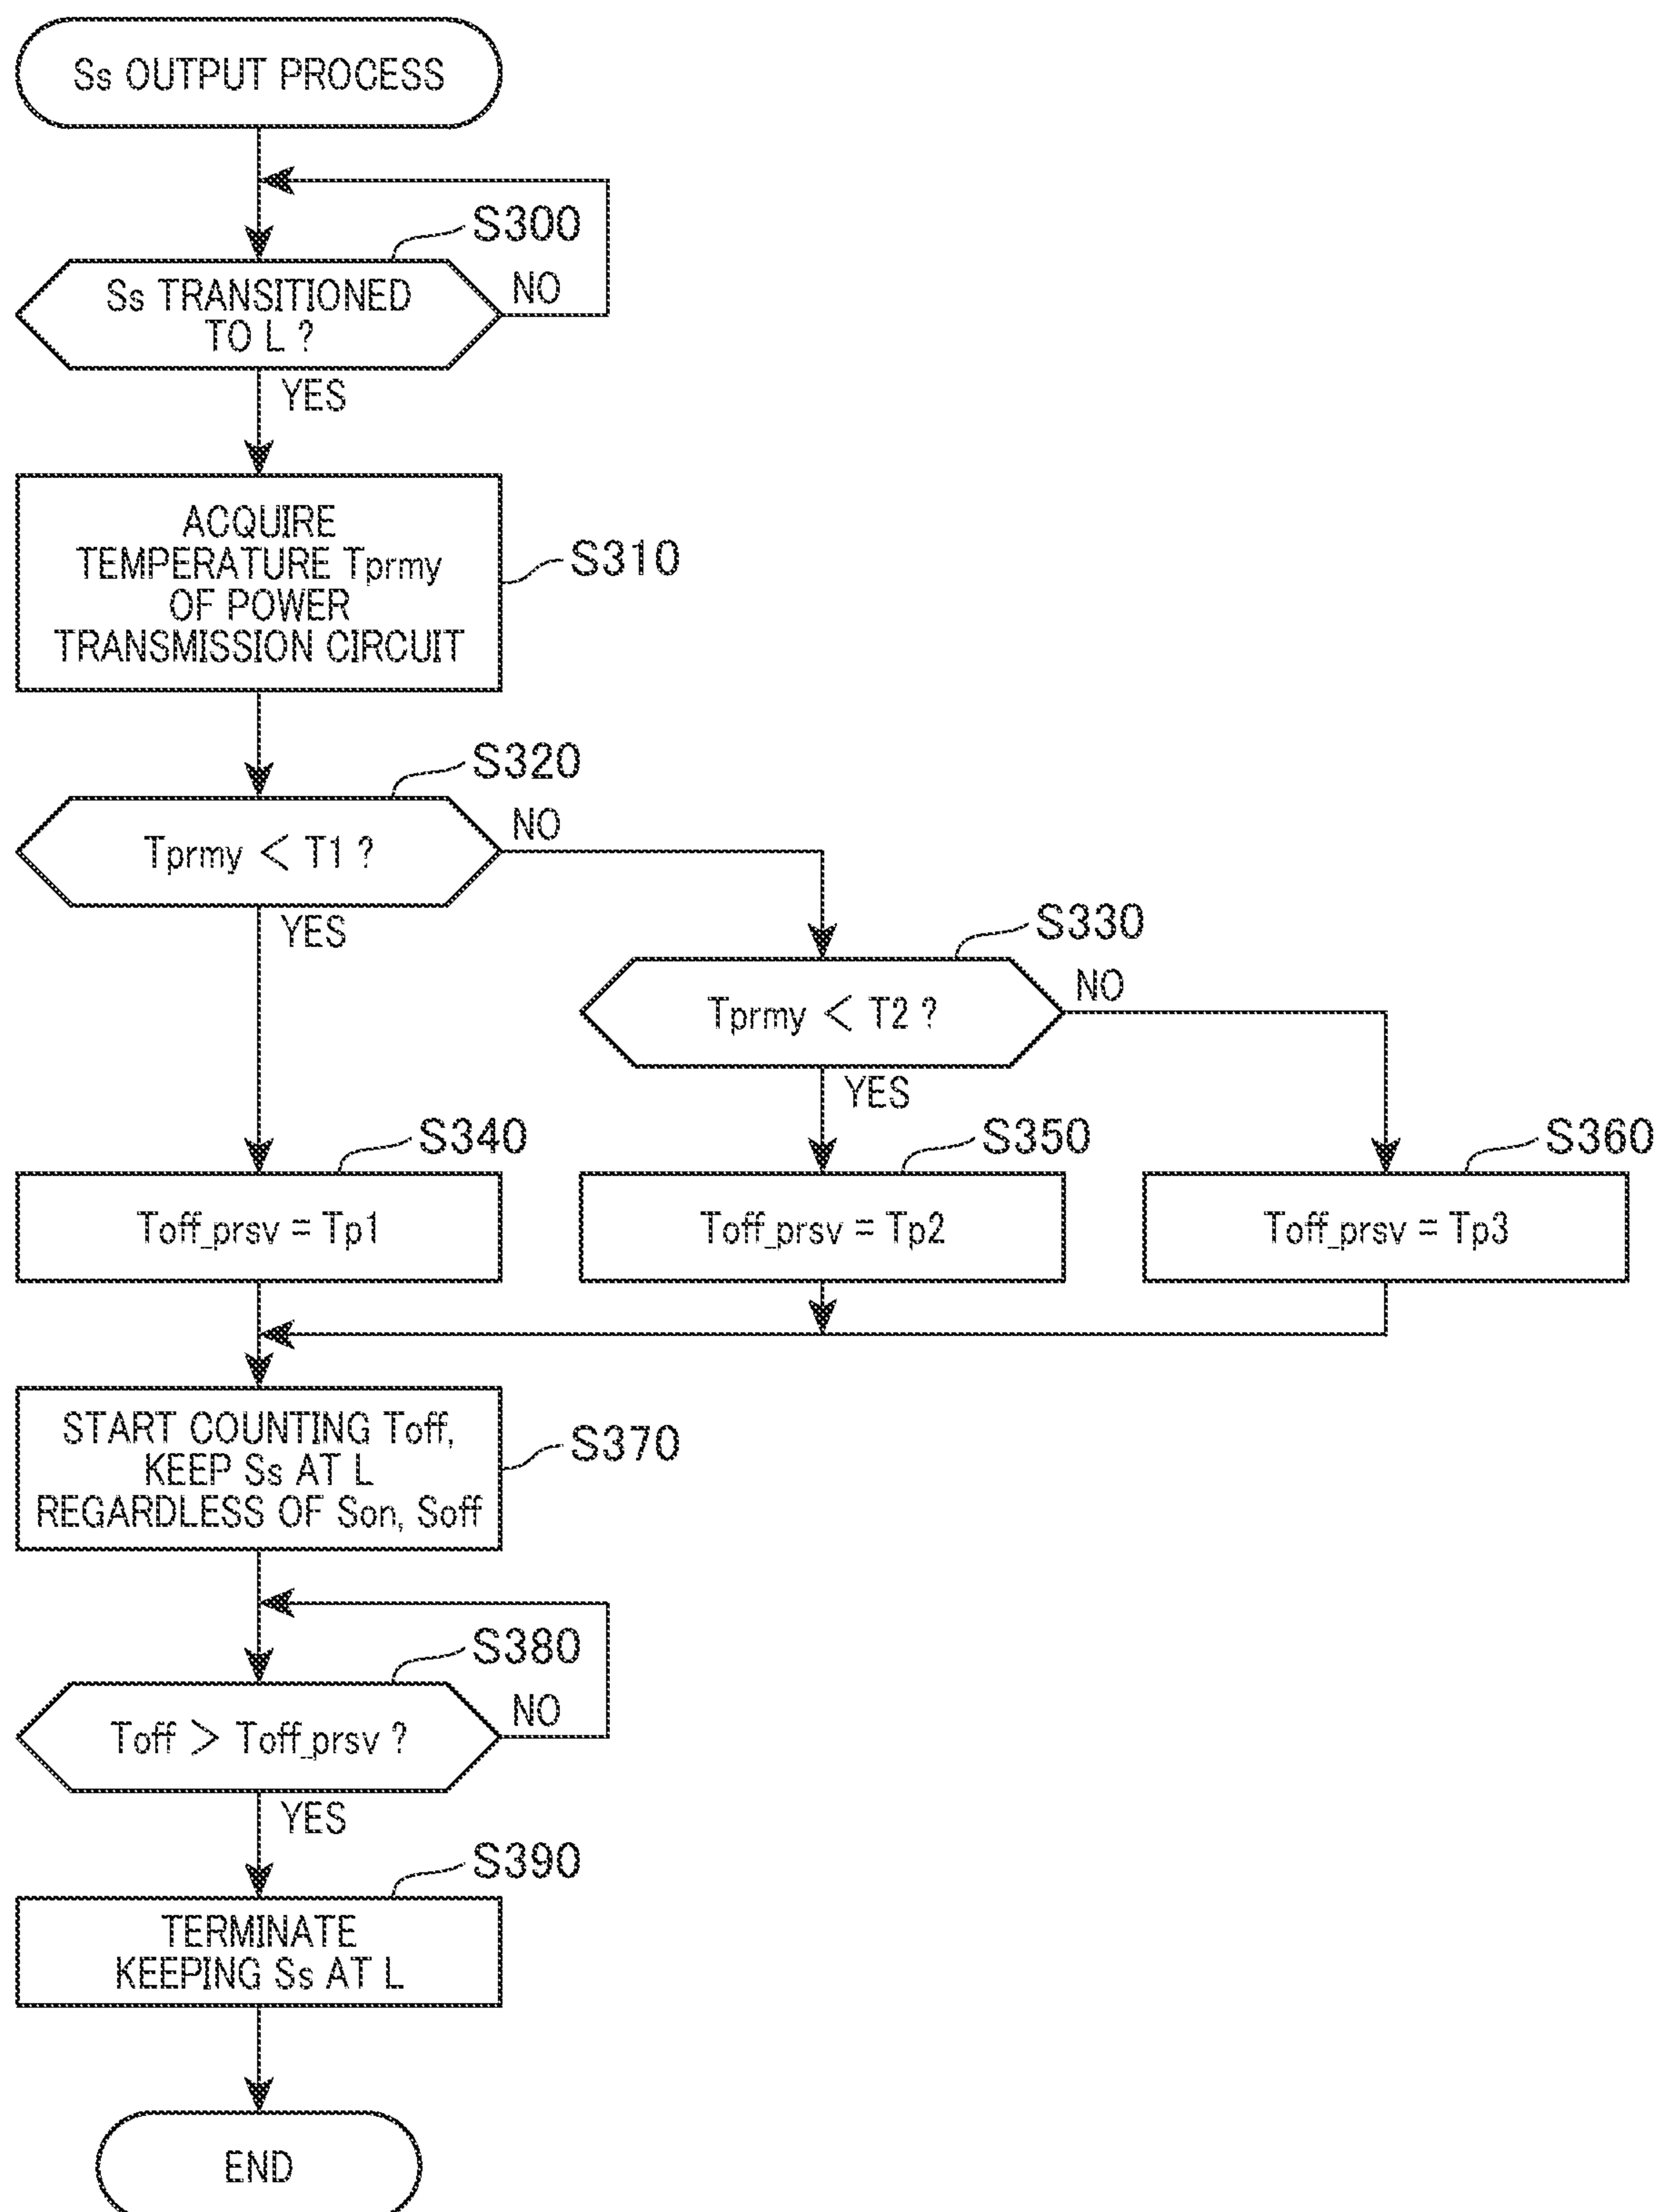 Ss OUTPUT PROCESS
S300
Ss TRANSITIONED
TO L ?
NO
YES
ACQUIRE
TEMPERATURE Tprmy
OF POWER
TRANSMISSION CIRCUIT
S310
S320
Tprmy < T1 ?
NO
YES
S330
Tprmy < T2 ?
NO
YES
S340
Toff_prsv = Tp1
S350
Toff_prsv = Tp2
S360
Toff_prsv = Tp3
START COUNTING Toff,
KEEP Ss AT L
REGARDLESS OF Son, Soff
S370
S380
Toff > Toff_prsv ?
NO
YES
S390
TERMINATE
KEEPING Ss AT L
END